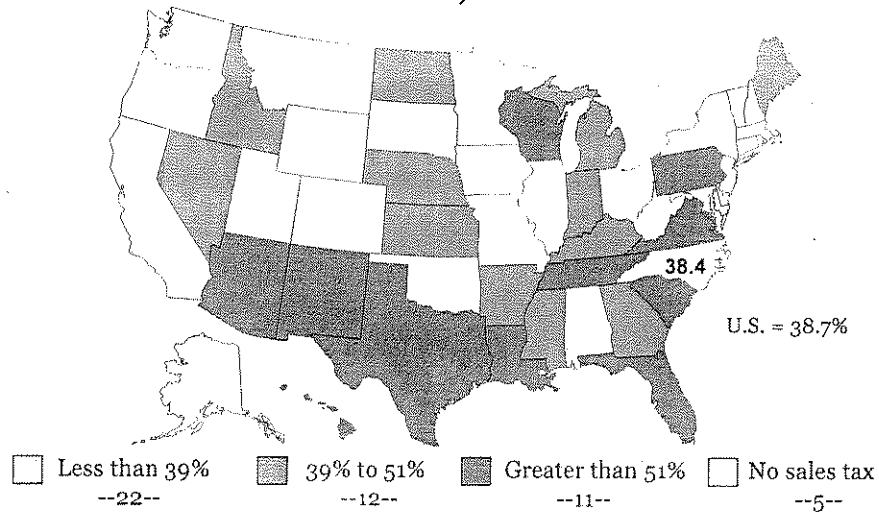 38.4
U.S. = 38.7%
Less than 39% 39% to 51% Greater than 51% No sales tax
--22-- --12-- --11-- --5--